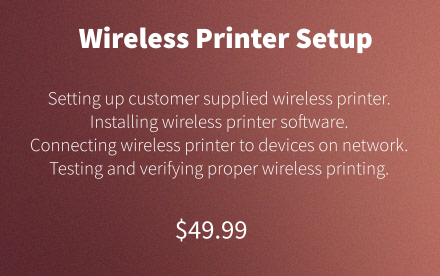 Wireless Printer Setup
Setting up customer supplied wireless printer.
Installing wireless printer software.
Connecting wireless printer to devices on network.
Testing and verifying proper wireless printing.
$49.99